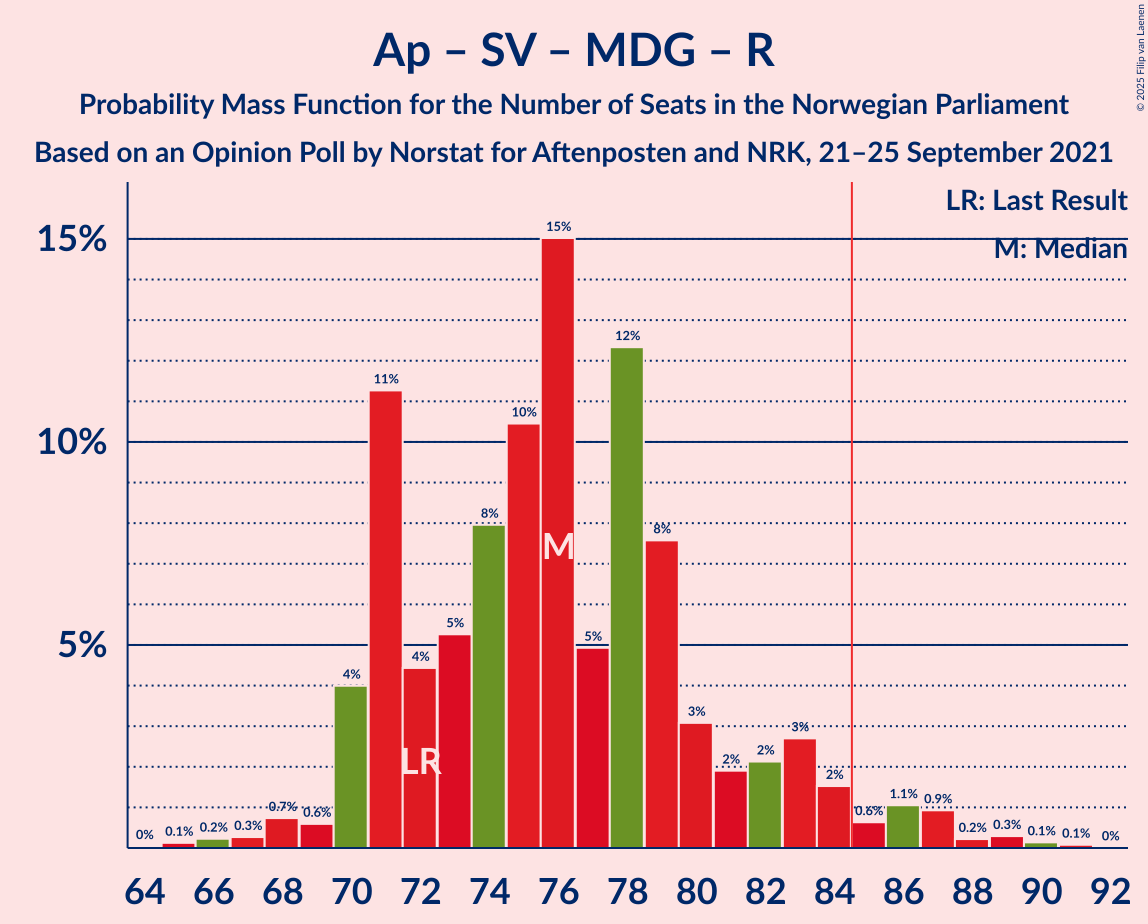 © 2025 Filip van Laenen
Ap – SV – MDG – R
Probability Mass Function for the Number of Seats in the Norwegian Parliament
Based on an Opinion Poll by Norstat for Aftenposten and NRK, 21–25 September 2021
LR: Last Result
M: Median
15%
10%
5%
0% 0.1% 0.2% 0.3% 0.7% 0.6% 4% 11% 4% 5% 8% 10% 15% 5% 12% 8% 3% 2% 2% 3% 2% 0.6% 1.1% 0.9% 0.2% 0.3% 0.1% 0.1% 0%
M
LR
64 66 68 70 72 74 76 78 80 82 84 86 88 90 92